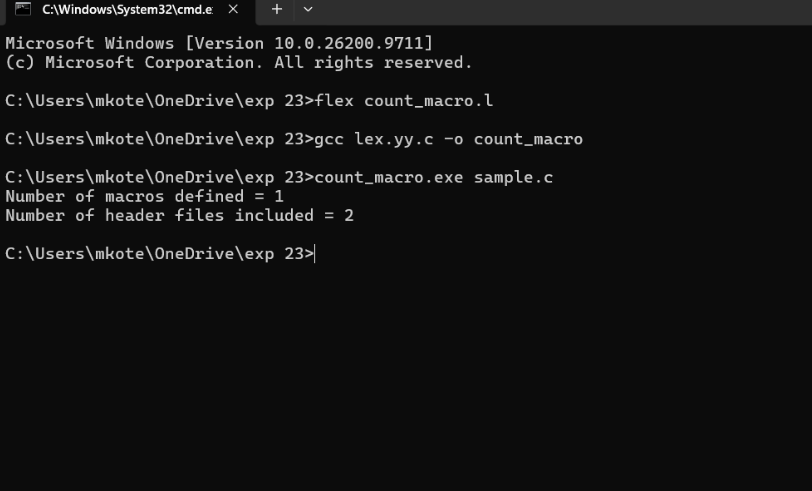 C:\Windows\System32\cmd.e
Microsoft Windows [Version 10.0.26200.9711]
(c) Microsoft Corporation. All rights reserved.
C:\Users\mkote\OneDrive\exp 23>flex count_macro.l
C:\Users\mkote\OneDrive\exp 23>gcc lex.yy.c -o count_macro
C:\Users\mkote\OneDrive\exp 23>count_macro.exe sample.c
Number of macros defined = 1
Number of header files included = 2
C:\Users\mkote\OneDrive\exp 23>